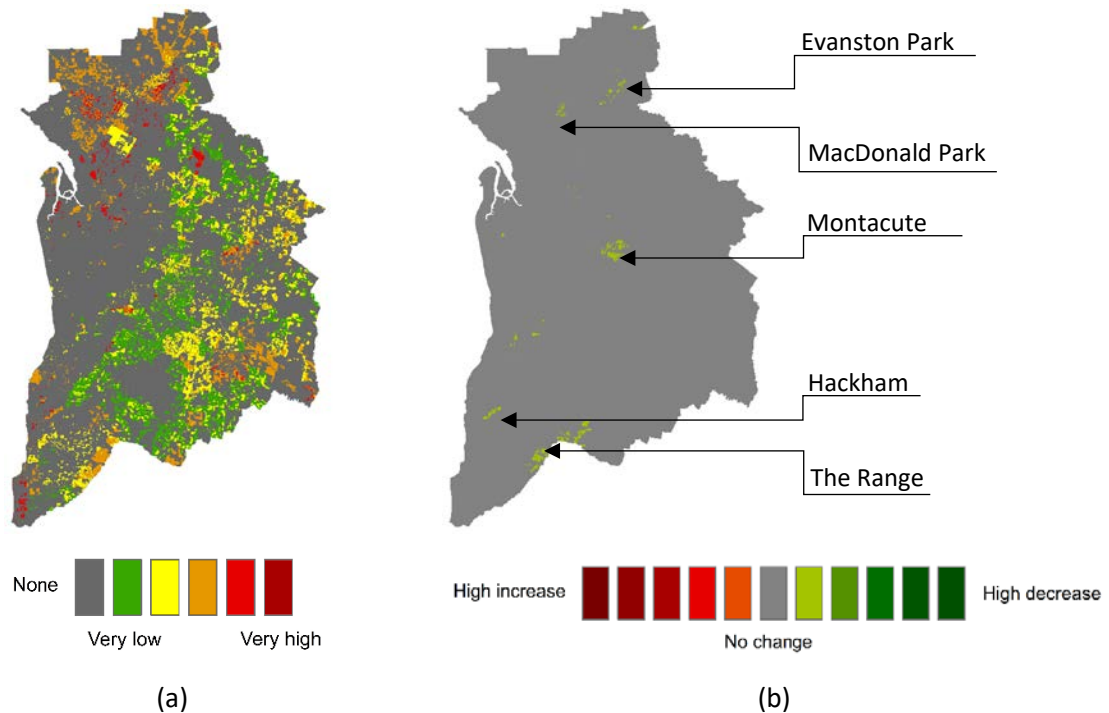 Evanston Park
MacDonald Park
Montacute
Hackham
The Range
None
Very low
Very high
High increase
High decrease
No change
(a)
(b)